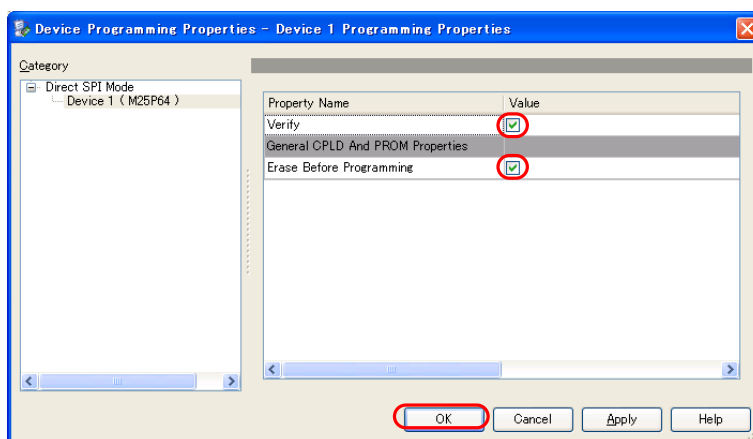 Device Programming Properties - Device 1 Programming Properties
Category
Direct SPI Mode
Device 1 ( M25P64 )
Property Name Value
Verify
General CPLD And PROM Properties
Erase Before Programming
OK Cancel Apply Help